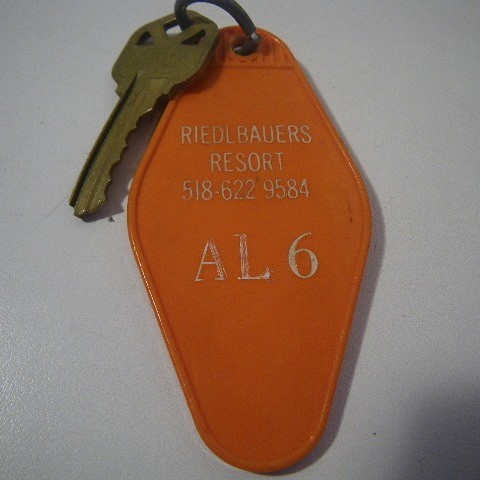 RIEDLBAUERS
RESORT
518-622 9584
AL 6